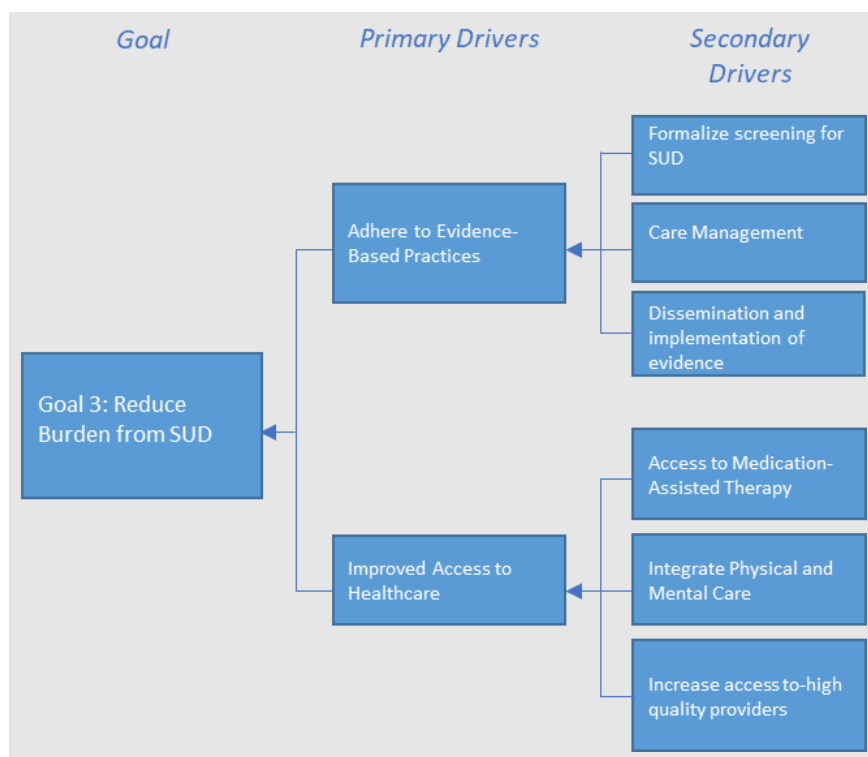 Goal
Primary Drivers
Secondary
Drivers
Formalize screening for
SUD
Adhere to Evidence-
Based Practices
Care Management
Dissemination and
implementation of
evidence
Goal 3: Reduce
Burden from SUD
Access to Medication-
Assisted Therapy
Improved Access to
Healthcare
Integrate Physical and
Mental Care
Increase access to-high
quality providers